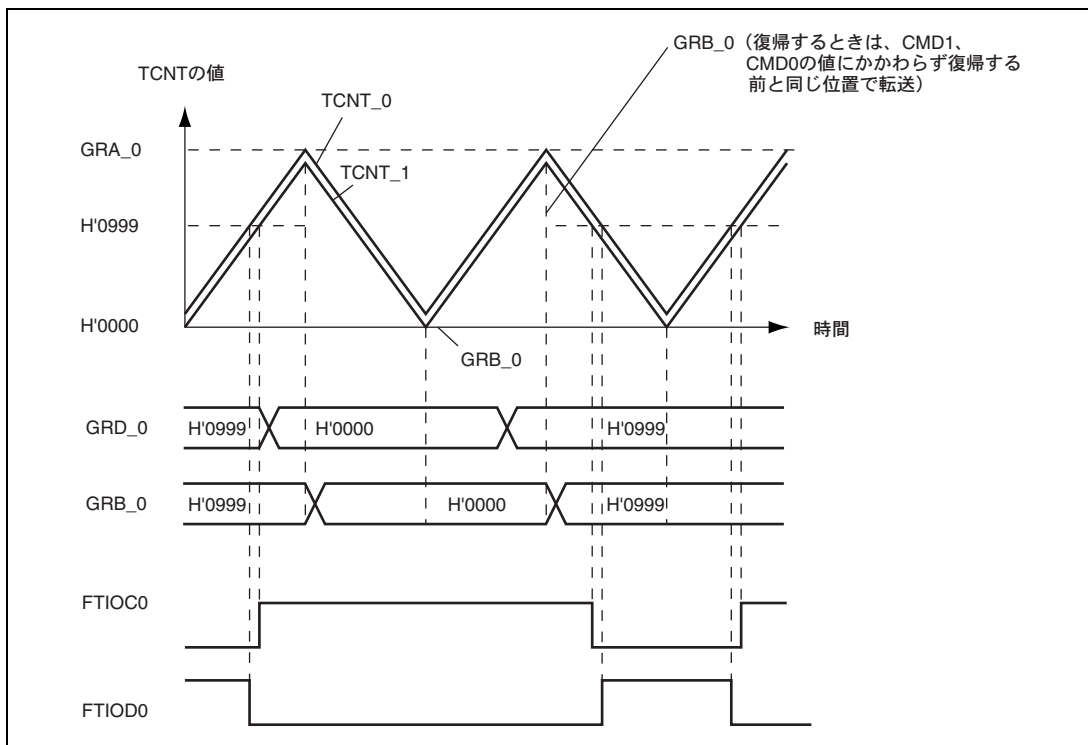 GRB_0（復帰するときは、CMD1、
CMD0の値にかかわらず復帰する
前と同じ位置で転送）
TCNTの値
TCNT_0
GRA_0
TCNT_1
H'0999
H'0000
時間
GRB_0
GRD_0
H'0999
H'0000
H'0999
GRB_0
H'0999
H'0000
H'0999
FTIOC0
FTIOD0